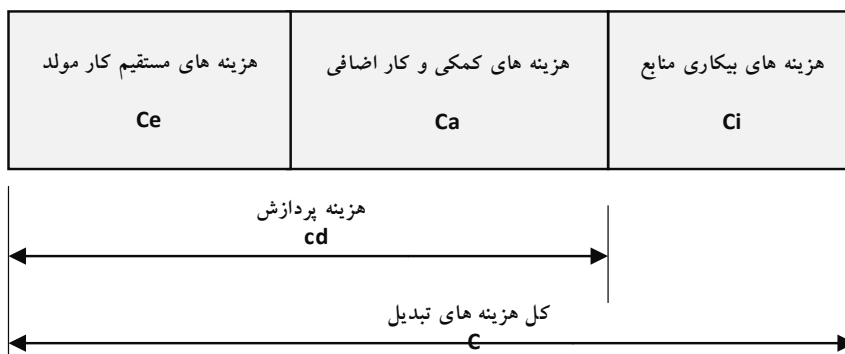 هزینه های بیکاری منابع
Ci
هزینه های کمکی و کار اضافی
Ca
هزینه های مستقیم کار مولد
Ce
هزینه پردازش
cd
کل هزینه های تبدیل
C